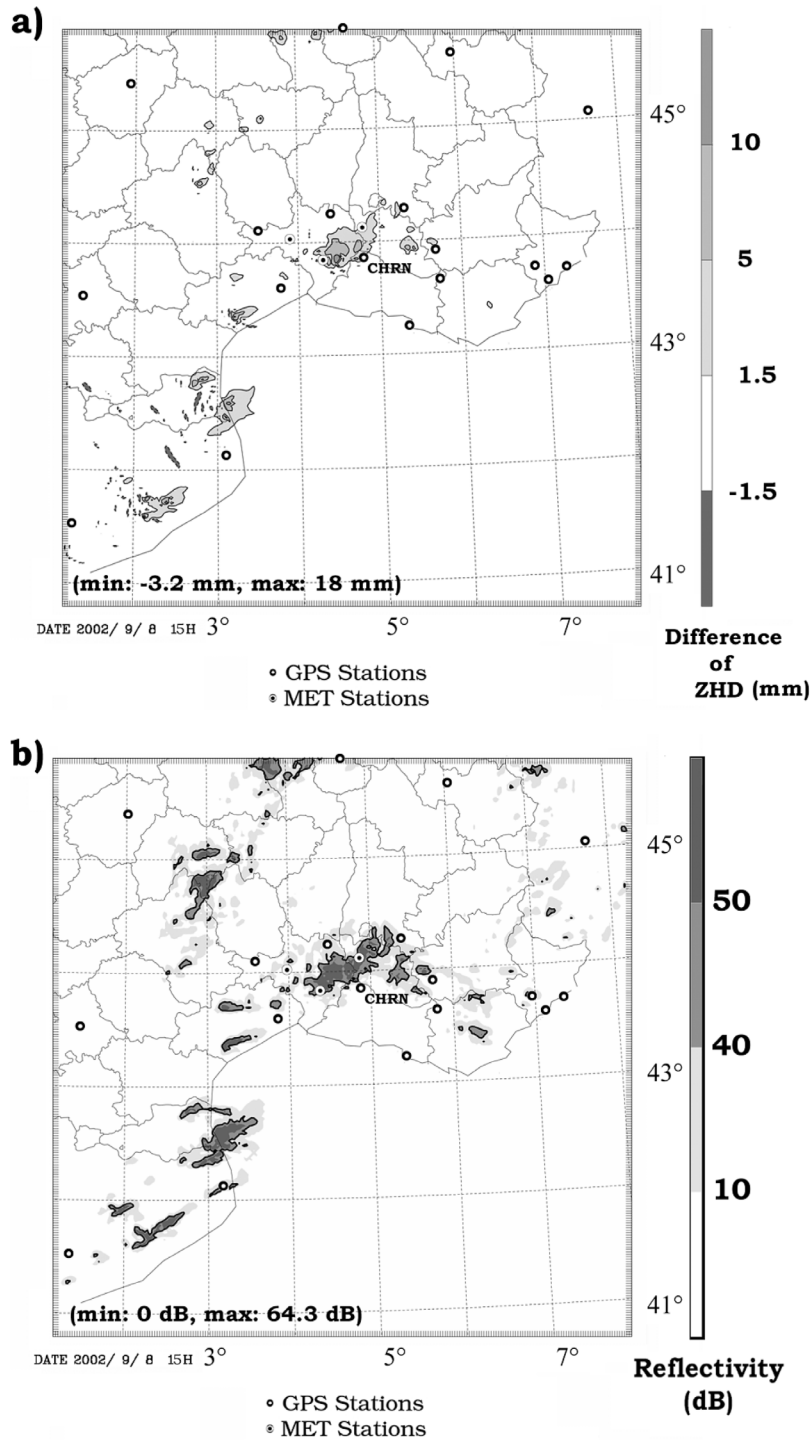 a)
45°
10
5
CHRN
43°
1.5
-1.5
41°
(min: -3.2 mm, max: 18 mm)
DATE 2002/ 9/ 8 15H
3°
5°
7°
Difference
of
ZHD (mm)
GPS Stations
MET Stations
b)
45°
50
CHRN
40
43°
10
41°
(min: 0 dB, max: 64.3 dB)
DATE 2002/ 9/ 8 15H
3°
5°
7°
Reflectivity
(dB)
GPS Stations
MET Stations